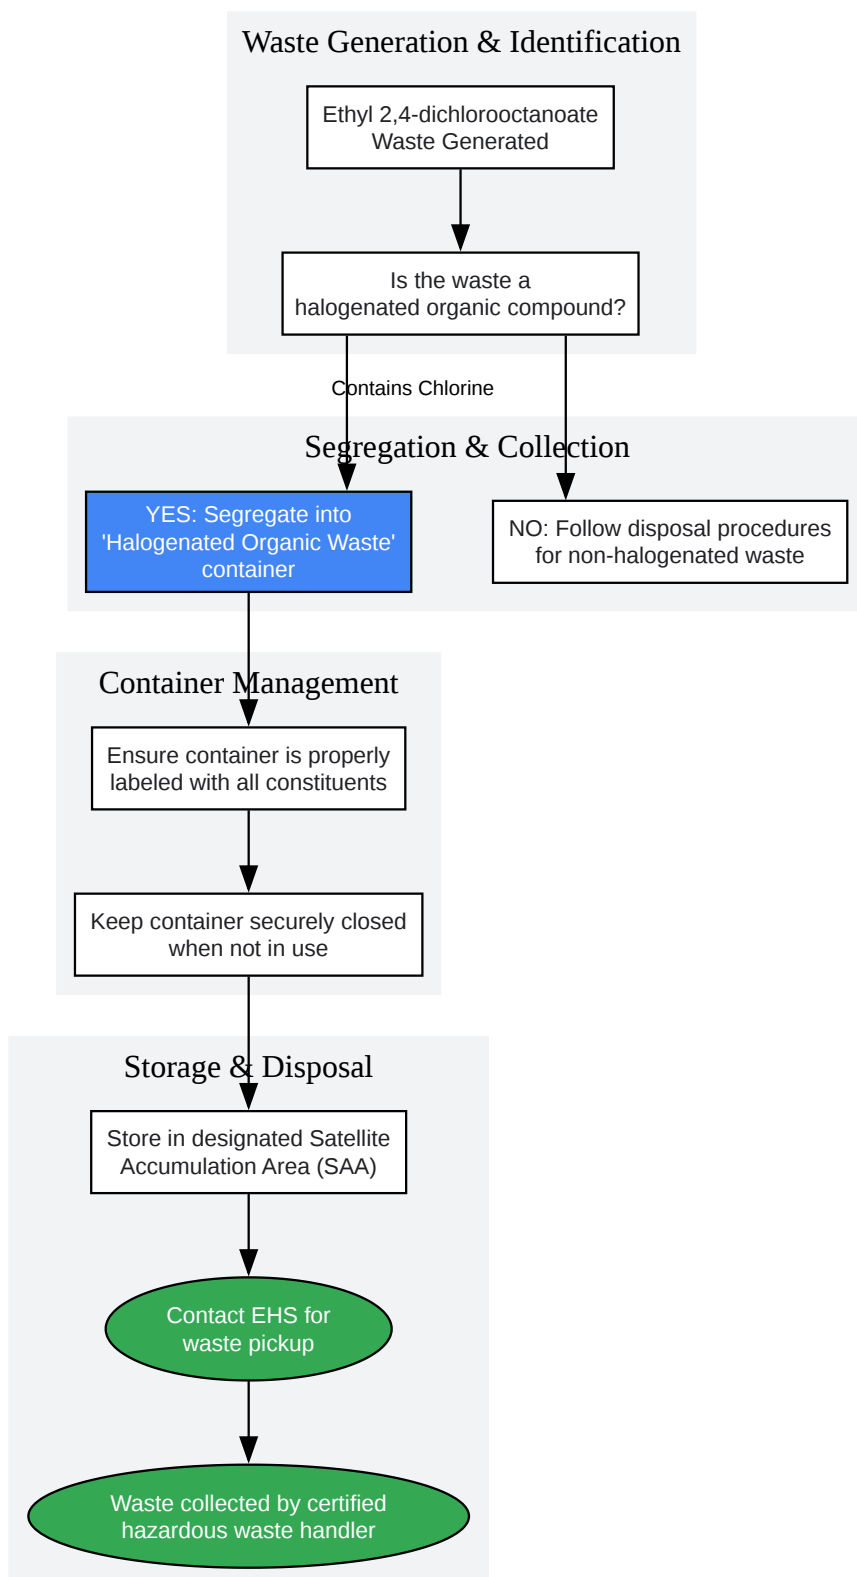 Waste Generation & Identification
Ethyl 2,4-dichlorooctanoate
Waste Generated
Is the waste a
halogenated organic compound?
Contains Chlorine
Segregation & Collection
YES: Segregate into
'Halogenated Organic Waste'
container
NO: Follow disposal procedures
for non-halogenated waste
Container Management
Ensure container is properly
labeled with all constituents
Keep container securely closed
when not in use
Storage & Disposal
Store in designated Satellite
Accumulation Area (SAA)
Contact EHS for
waste pickup
Waste collected by certified
hazardous waste handler